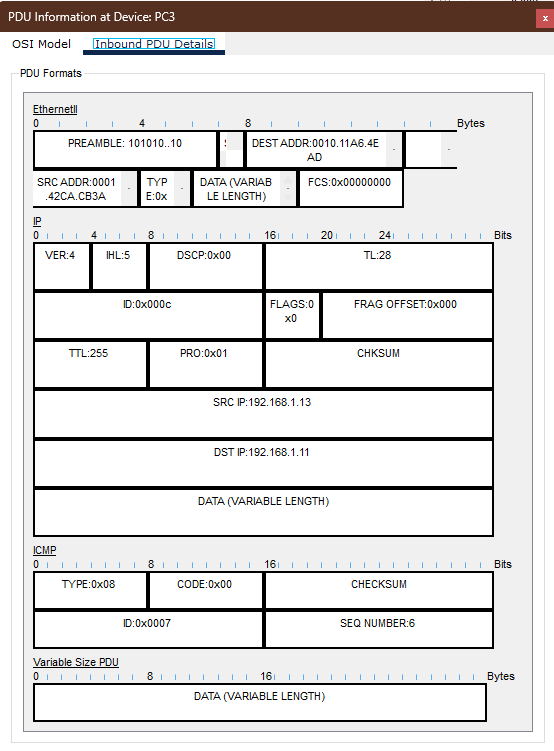 PDU Information at Device: PC3
x
OSI Model Inbound PDU Details
PDU Formats
EthernetII
0 4 8 Bytes
PREAMBLE: 101010..10
DEST ADDR:0010.11A6.4E
AD
SRC ADDR:0001
.42CA.CB3A
TYP
E:0x
DATA (VARIAB
LE LENGTH)
FCS:0x00000000
IP
0 4 8 16 20 24 Bits
VER:4 IHL:5 DSCP:0x00 TL:28
ID:0x000c
FLAGS:0
x0
FRAG OFFSET:0x000
TTL:255 PRO:0x01 CHKSUM
SRC IP:192.168.1.13
DST IP:192.168.1.11
DATA (VARIABLE LENGTH)
ICMP
0 8 16 Bits
TYPE:0x08 CODE:0x00 CHECKSUM
ID:0x0007 SEQ NUMBER:6
Variable Size PDU
0 8 16 Bytes
DATA (VARIABLE LENGTH)